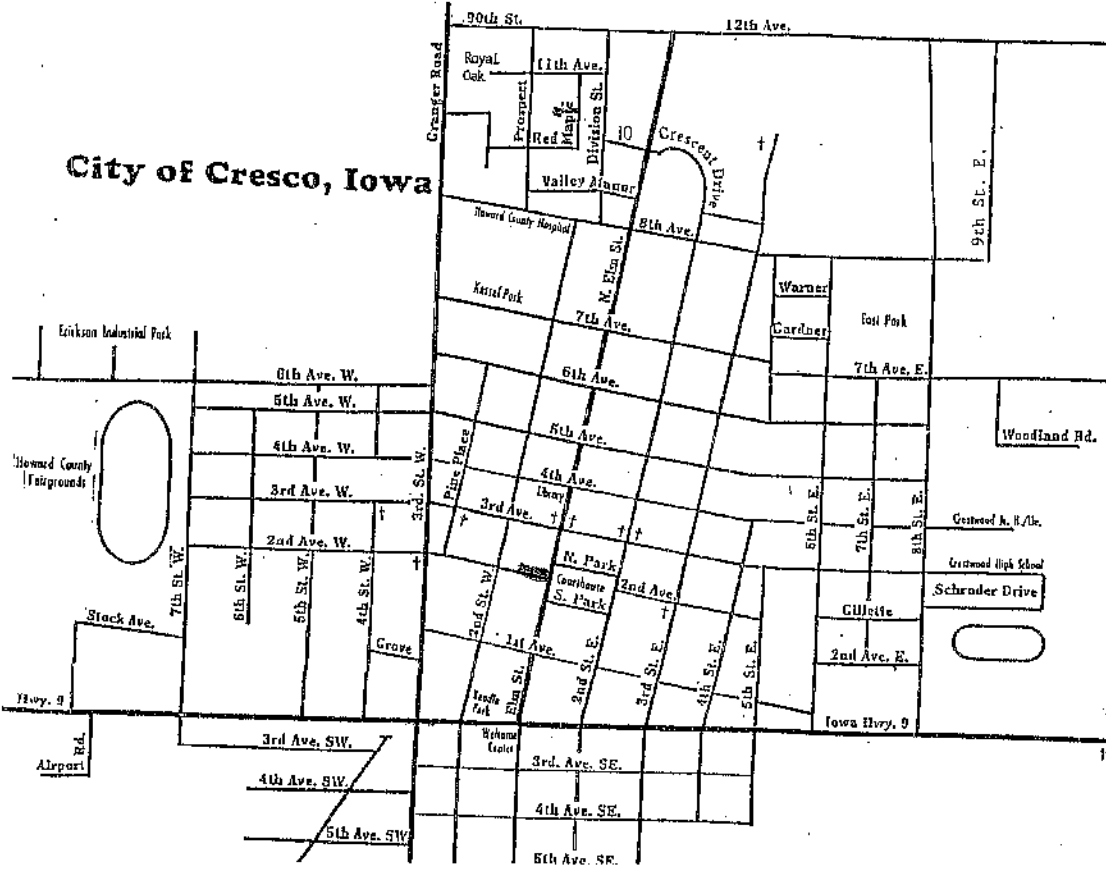 90th St.
12th Ave.
Royal
Oak
11th Ave.
Granger Road
Prospect
Red
Maple
&
Division St.
10
Crescent Drive
†
City of Cresco, Iowa
Valley Manor
9th St. E.
Howard County Hospital
8th Ave.
N. Elm St.
Kessel Park
7th Ave.
Warner
Gardner
East Park
Erickson Industrial Park
6th Ave. W.
6th Ave.
7th Ave. E.
5th Ave. W.
5th Ave.
4th Ave. W.
Woodland Rd.
Howard County
Fairgrounds
3rd St. W.
Pine Place
4th Ave.
Library
3rd Ave. W.
3rd Ave.
5th St. E.
7th St. E.
8th St. E.
Crestwood
† † † † † †
2nd Ave. W.
N. Park
Courthouse
S. Park
2nd Ave.
Crestwood High School
Schroder Drive
7th St. W.
6th St. W.
5th St. W.
4th St. W.
2nd St. W.
†
Gillette
Stock Ave.
Grove
1st Ave.
2nd Ave. E.
Elm St.
2nd St. E.
3rd St. E.
4th St. E.
5th St. E.
Hwy. 9
Park
Iowa Hwy. 9
Airport
Rd.
3rd Ave. SW.
Welcome
Center
3rd. Ave. SE.
†
4th Ave. SW.
4th Ave. SE.
5th Ave. SW